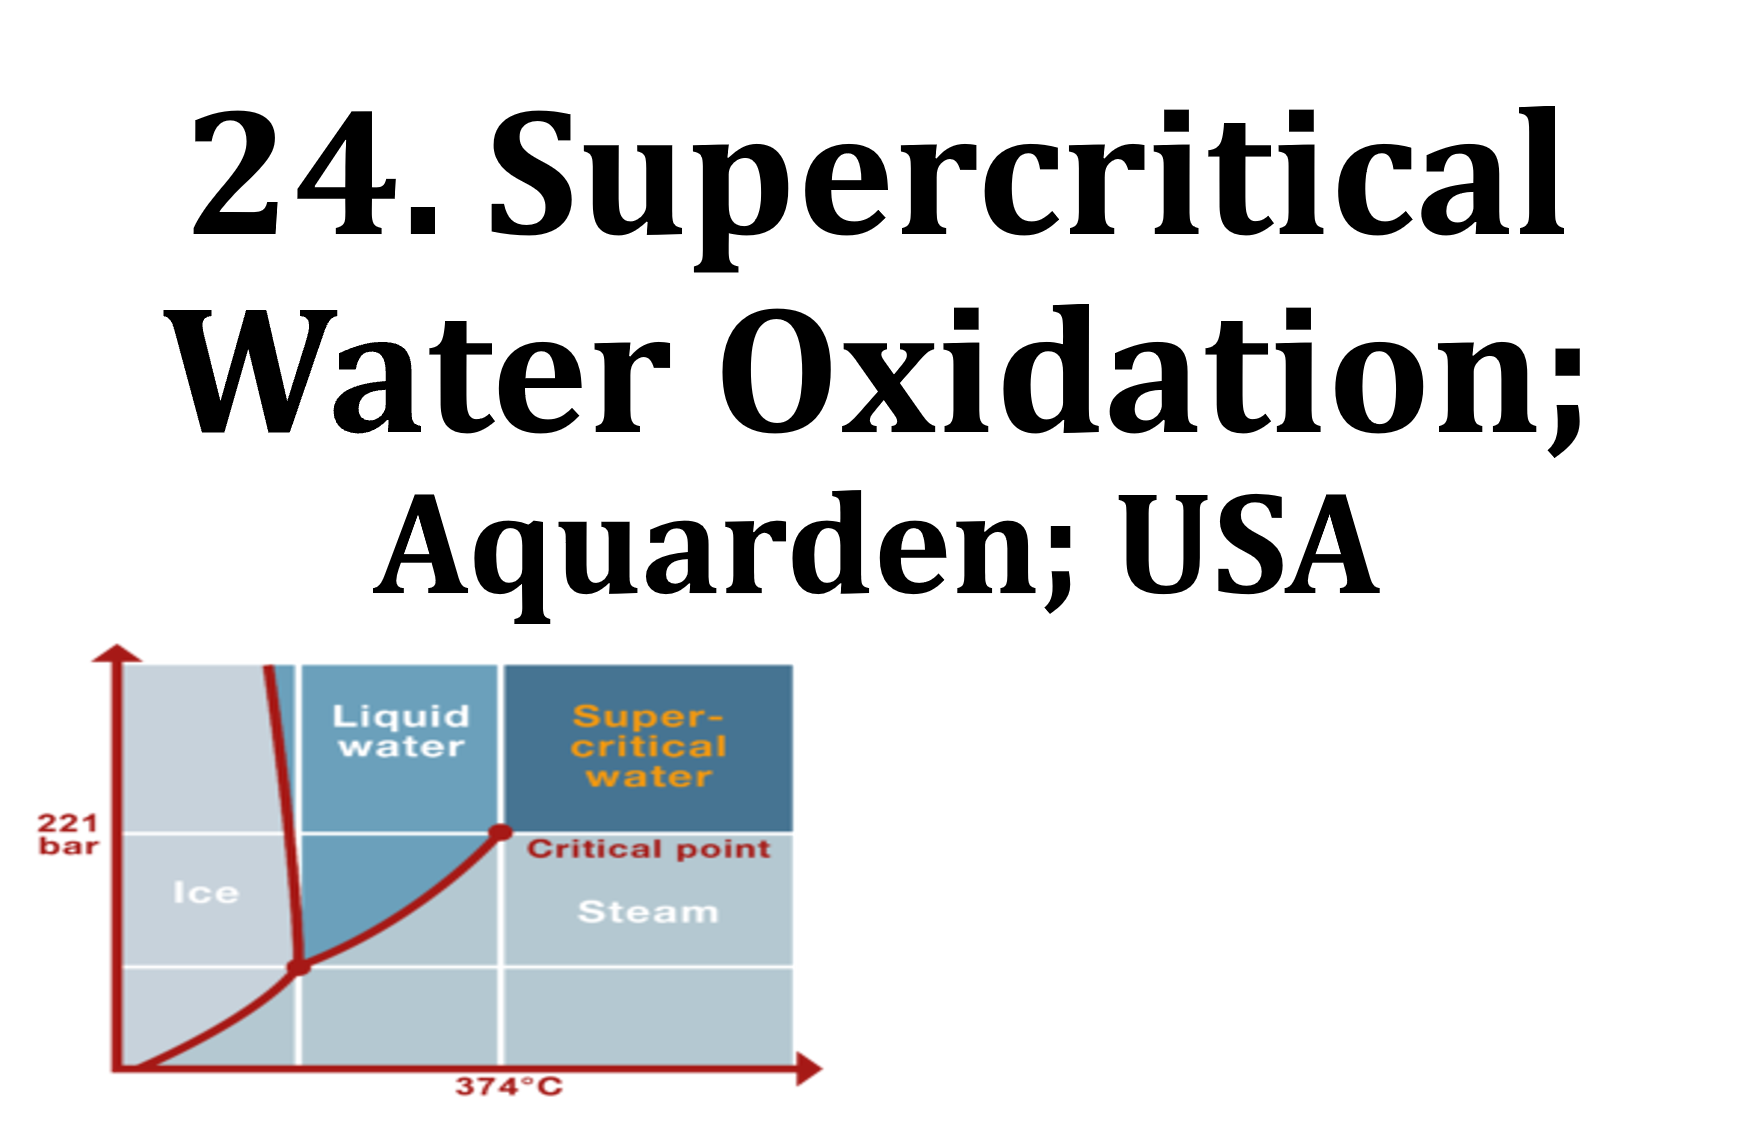 24. Supercritical
Water Oxidation;
Aquarden; USA
Liquid
water
Super-
critical
water
221
bar
Critical point
Ice
Steam
374°C